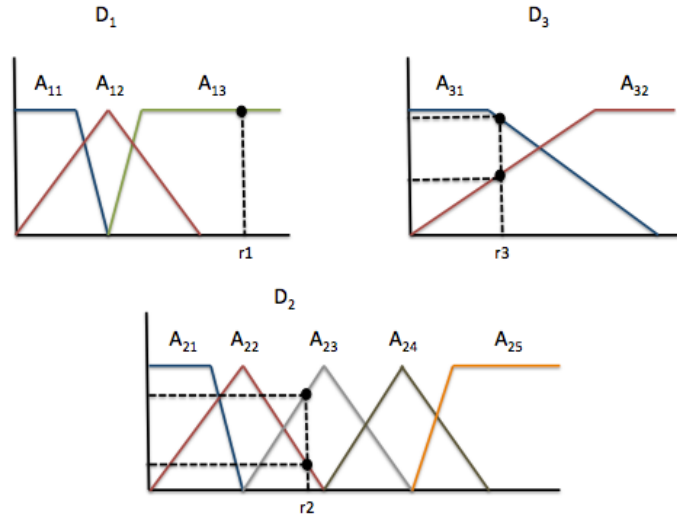 D₁
A₁₁ A₁₂ A₁₃
r1
D₃
A₃₁ A₃₂
r3
D₂
A₂₁ A₂₂ A₂₃ A₂₄ A₂₅
r2